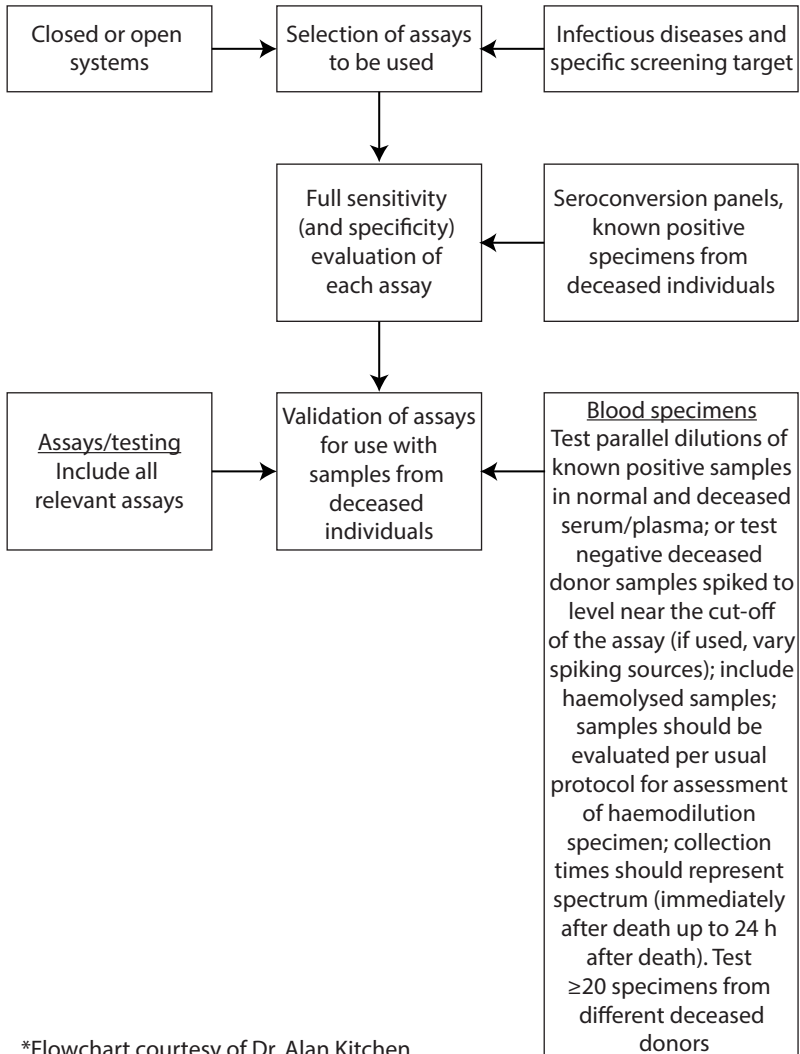 Closed or open
systems
Selection of assays
to be used
Infectious diseases and
specific screening target
Full sensitivity
(and specificity)
evaluation of
each assay
Seroconversion panels,
known positive
specimens from
deceased individuals
Assays/testing
Include all
relevant assays
Validation of assays
for use with
samples from
deceased
individuals
Blood specimens
Test parallel dilutions of
known positive samples
in normal and deceased
serum/plasma; or test
negative deceased
donor samples spiked to
level near the cut-off
of the assay (if used, vary
spiking sources); include
haemolysed samples;
samples should be
evaluated per usual
protocol for assessment
of haemodilution
specimen; collection
times should represent
spectrum (immediately
after death up to 24 h
after death). Test
≥20 specimens from
different deceased
donors
*Flowchart courtesy of Dr. Alan Kitchen